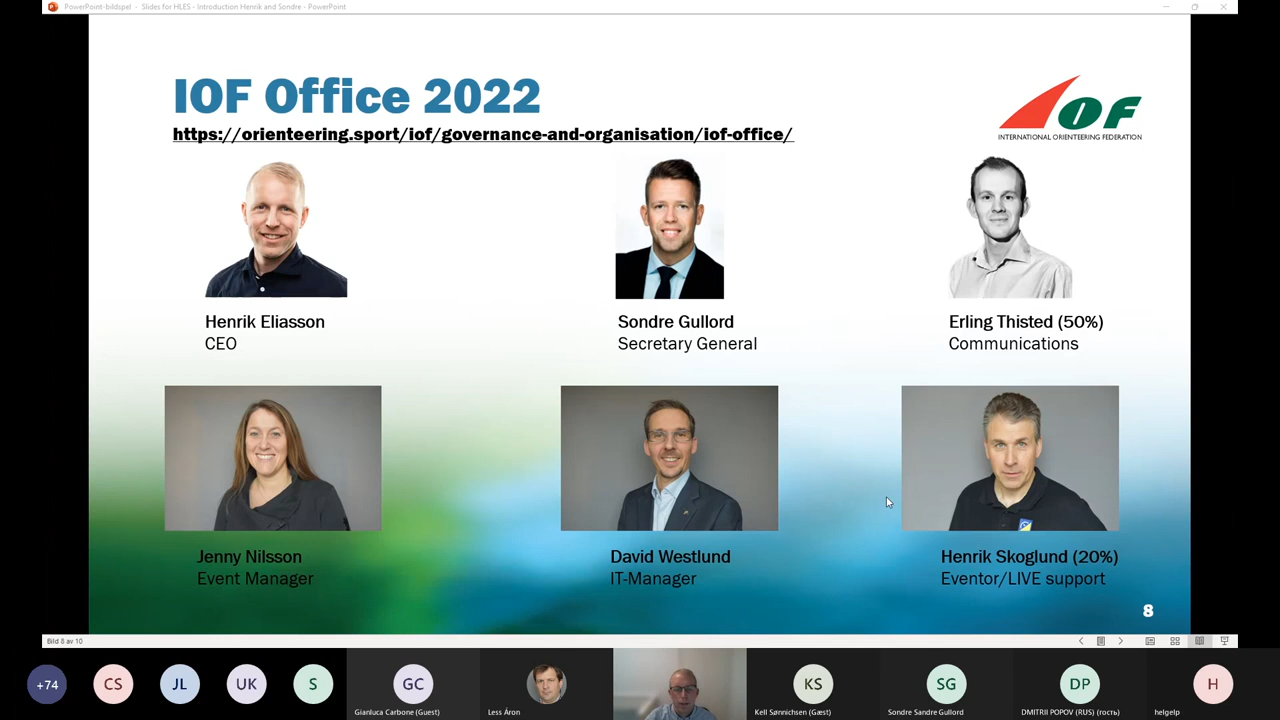 PowerPoint-bildspel - Slides for HLES - Introduction Henrik and Sondre - PowerPoint
IOF Office 2022
https://orienteering.sport/iof/governance-and-organisation/iof-office/
IOF
INTERNATIONAL ORIENTEERING FEDERATION
Henrik Eliasson
CEO
Sondre Gullord
Secretary General
Erling Thisted (50%)
Communications
Jenny Nilsson
Event Manager
David Westlund
IT-Manager
Henrik Skoglund (20%)
Eventor/LIVE support
8
Bild 8 av 10
+74
CS
JL
UK
S
GC
Gianluca Carbone (Guest)
Less Áron
KS
Kell Sønnichsen (Gæst)
SG
Sondre Sandre Gullord
DP
DMITRII POPOV (RUS) (гость)
H
helgelp